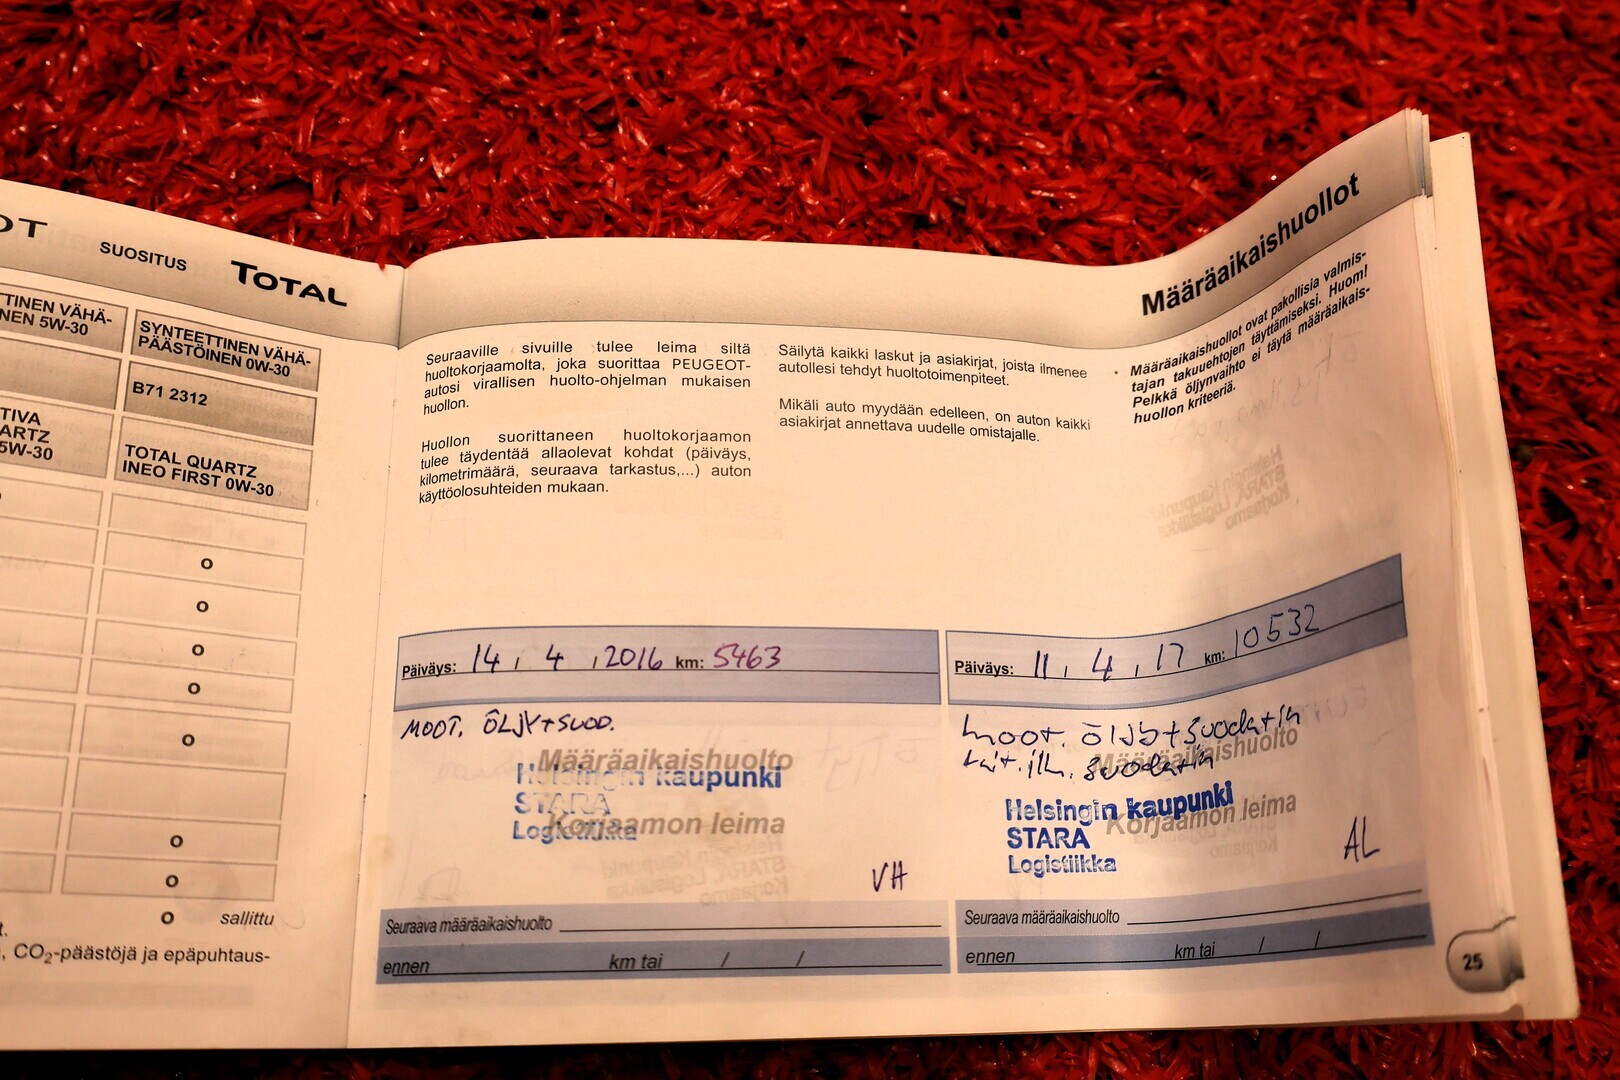 OT
SUOSITUS
TOTAL
TTINEN VÄHÄ-
NEN 5W-30
SYNTEETTINEN VÄHÄ-
PÄÄSTÖINEN 0W-30
B71 2312
TIVA
ARTZ
5W-30
TOTAL QUARTZ
INEO FIRST 0W-30
o
o
o
o
o
o
o
o sallittu
t.
, CO2-päästöjä ja epäpuhtaus-
Määräaikaishuollot
Seuraaville sivuille tulee leima siltä
huoltokorjaamolta, joka suorittaa PEUGEOT-
autosi virallisen huolto-ohjelman mukaisen
huollon.
Huollon suorittaneen huoltokorjaamon
tulee täydentää allaolevat kohdat (päiväys,
kilometrimäärä, seuraava tarkastus,...) auton
käyttöolosuhteiden mukaan.
Säilytä kaikki laskut ja asiakirjat, joista ilmenee
autollesi tehdyt huoltotoimenpiteet.
Mikäli auto myydään edelleen, on auton kaikki
asiakirjat annettava uudelle omistajalle.
Määräaikaishuollot ovat pakollisia valmis-
tajan takuuehtojen täyttämiseksi. Huom!
Pelkkä öljynvaihto ei täytä määräaikais-
huollon kriteeriä.
Päiväys: 14 , 4 , 2016 km: 5463
MOOT. ÖLJY+SUOD.
Määräaikaishuolto
Helsingin kaupunki
STARA
Korjaamon leima
Logistiikka
VH
Seuraava määräaikaishuolto
ennen km tai / /
Päiväys: 11 , 4 , 17 km: 10532
moot. öljy+suodatin
rait.ilm. suodatin
Määräaikaishuolto
Helsingin kaupunki
Korjaamon leima
STARA
Logistiikka
AL
Seuraava määräaikaishuolto
ennen km tai / /
25